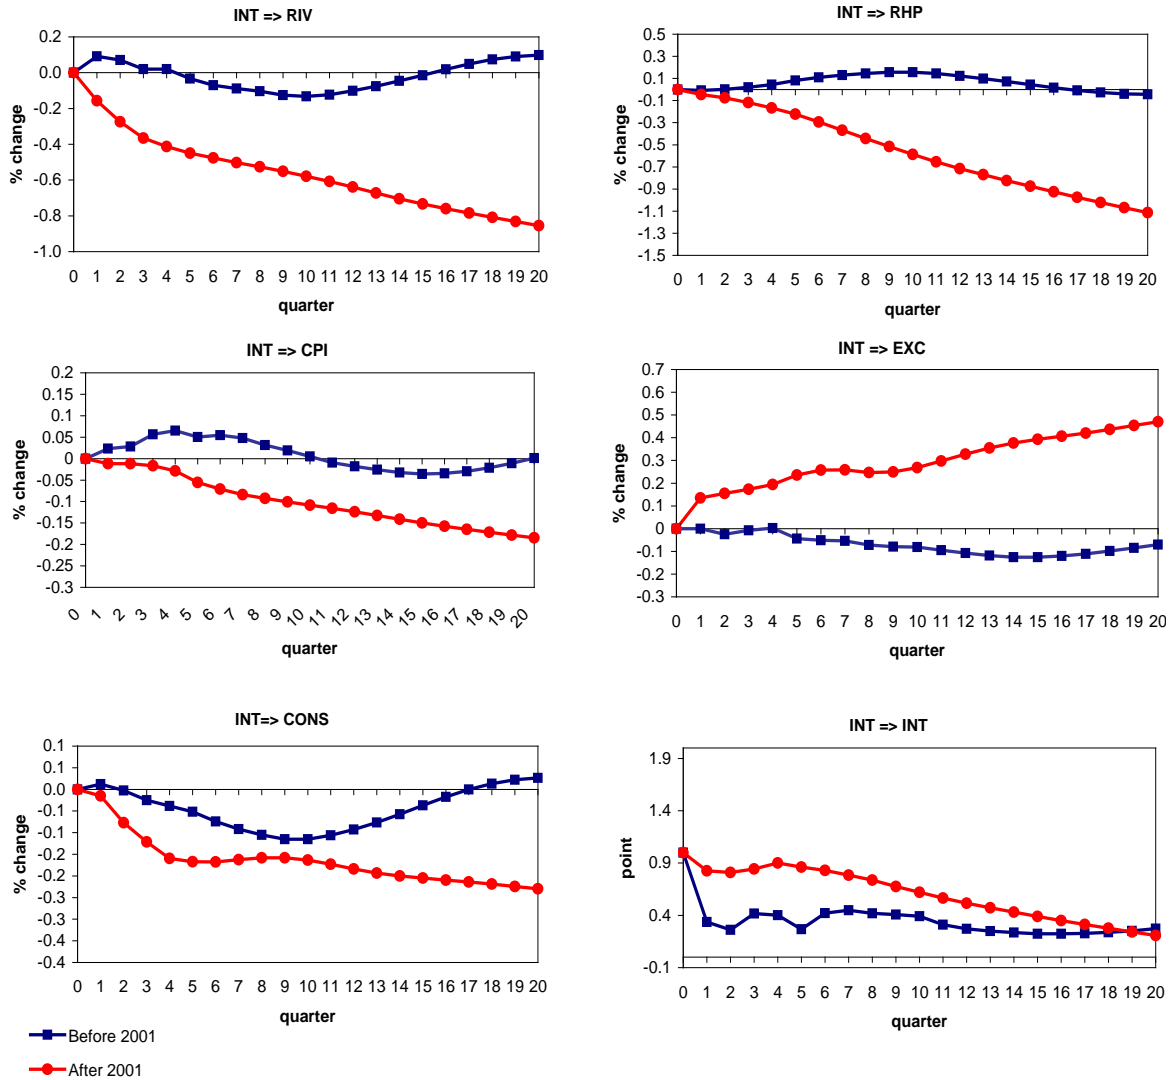 INT => RIV
0.2
0.0
-0.2
-0.4
-0.6
-0.8
-1.0
% change
0 1 2 3 4 5 6 7 8 9 10 11 12 13 14 15 16 17 18 19 20
quarter
INT => RHP
0.5
0.3
0.1
-0.1
-0.3
-0.5
-0.7
-0.9
-1.1
-1.3
-1.5
% change
0 1 2 3 4 5 6 7 8 9 10 11 12 13 14 15 16 17 18 19 20
quarter
INT => CPI
0.2
0.15
0.1
0.05
0
-0.05
-0.1
-0.15
-0.2
-0.25
-0.3
% change
0 1 2 3 4 5 6 7 8 9 10 11 12 13 14 15 16 17 18 19 20
quarter
INT => EXC
0.7
0.5
0.4
0.3
0.2
0.1
0
-0.1
-0.2
-0.3
% change
0 1 2 3 4 5 6 7 8 9 10 11 12 13 14 15 16 17 18 19 20
quarter
INT=> CONS
0.1
0.1
0.0
-0.1
-0.1
-0.2
-0.2
-0.3
-0.3
-0.4
-0.4
% change
0 1 2 3 4 5 6 7 8 9 10 11 12 13 14 15 16 17 18 19 20
quarter
INT => INT
1.9
1.4
0.9
0.4
-0.1
point
0 1 2 3 4 5 6 7 8 9 10 11 12 13 14 15 16 17 18 19 20
quarter
Before 2001
After 2001